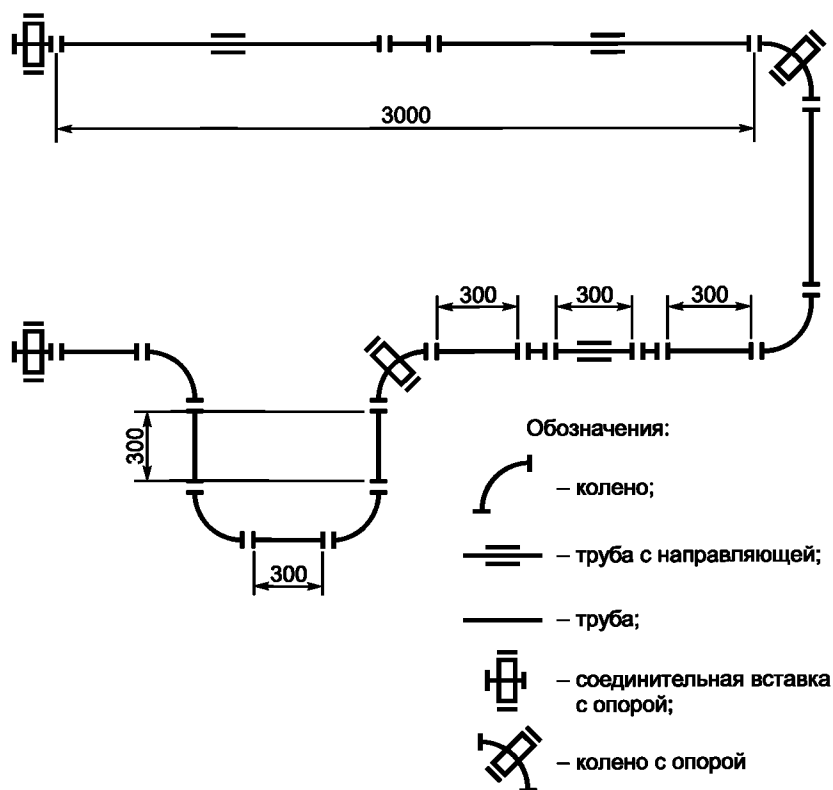 3000
300 300 300
300
300
Обозначения:
– колено;
– труба с направляющей;
– труба;
– соединительная вставка
с опорой;
– колено с опорой